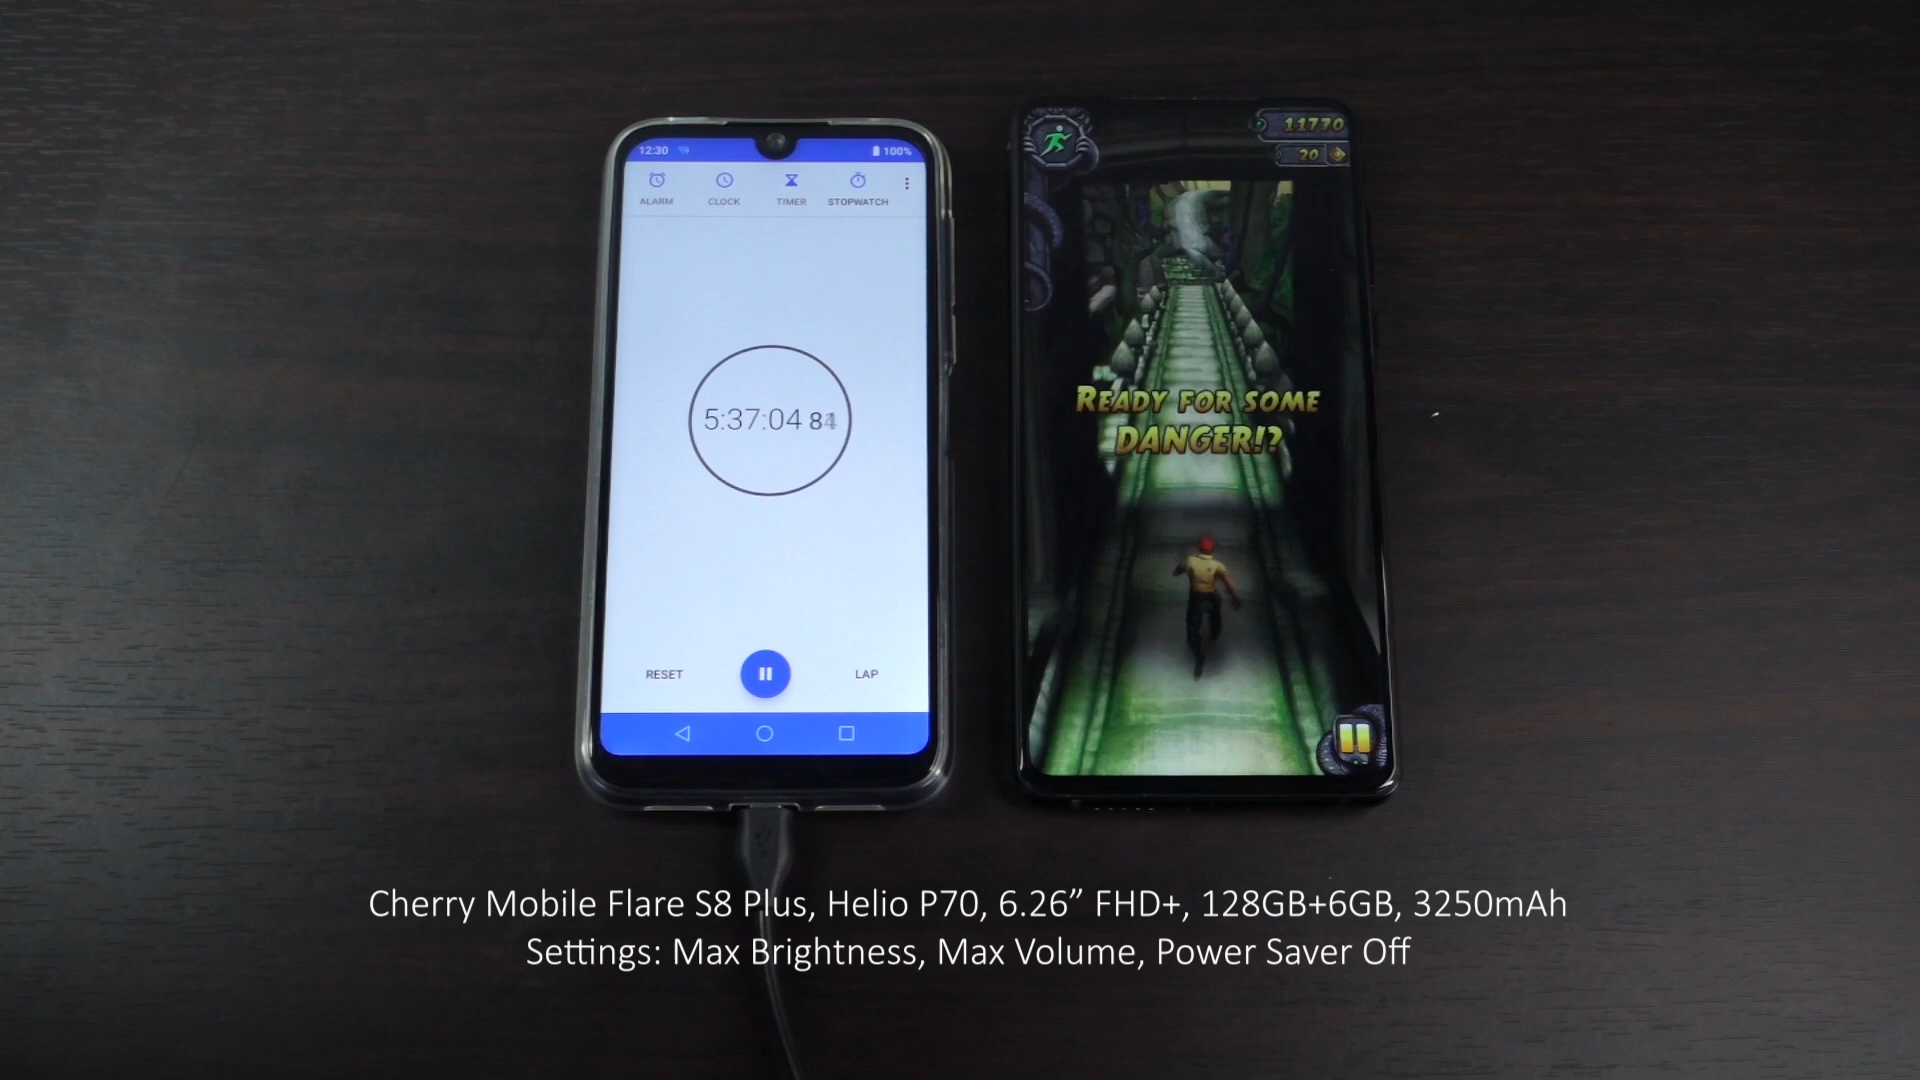 12:30
100%
ALARM
CLOCK
TIMER
STOPWATCH
5:37:04
RESET
LAP
11770
20
READY FOR SOME
DANGER!?
Cherry Mobile Flare S8 Plus, Helio P70, 6.26” FHD+, 128GB+6GB, 3250mAh
Settings: Max Brightness, Max Volume, Power Saver Off